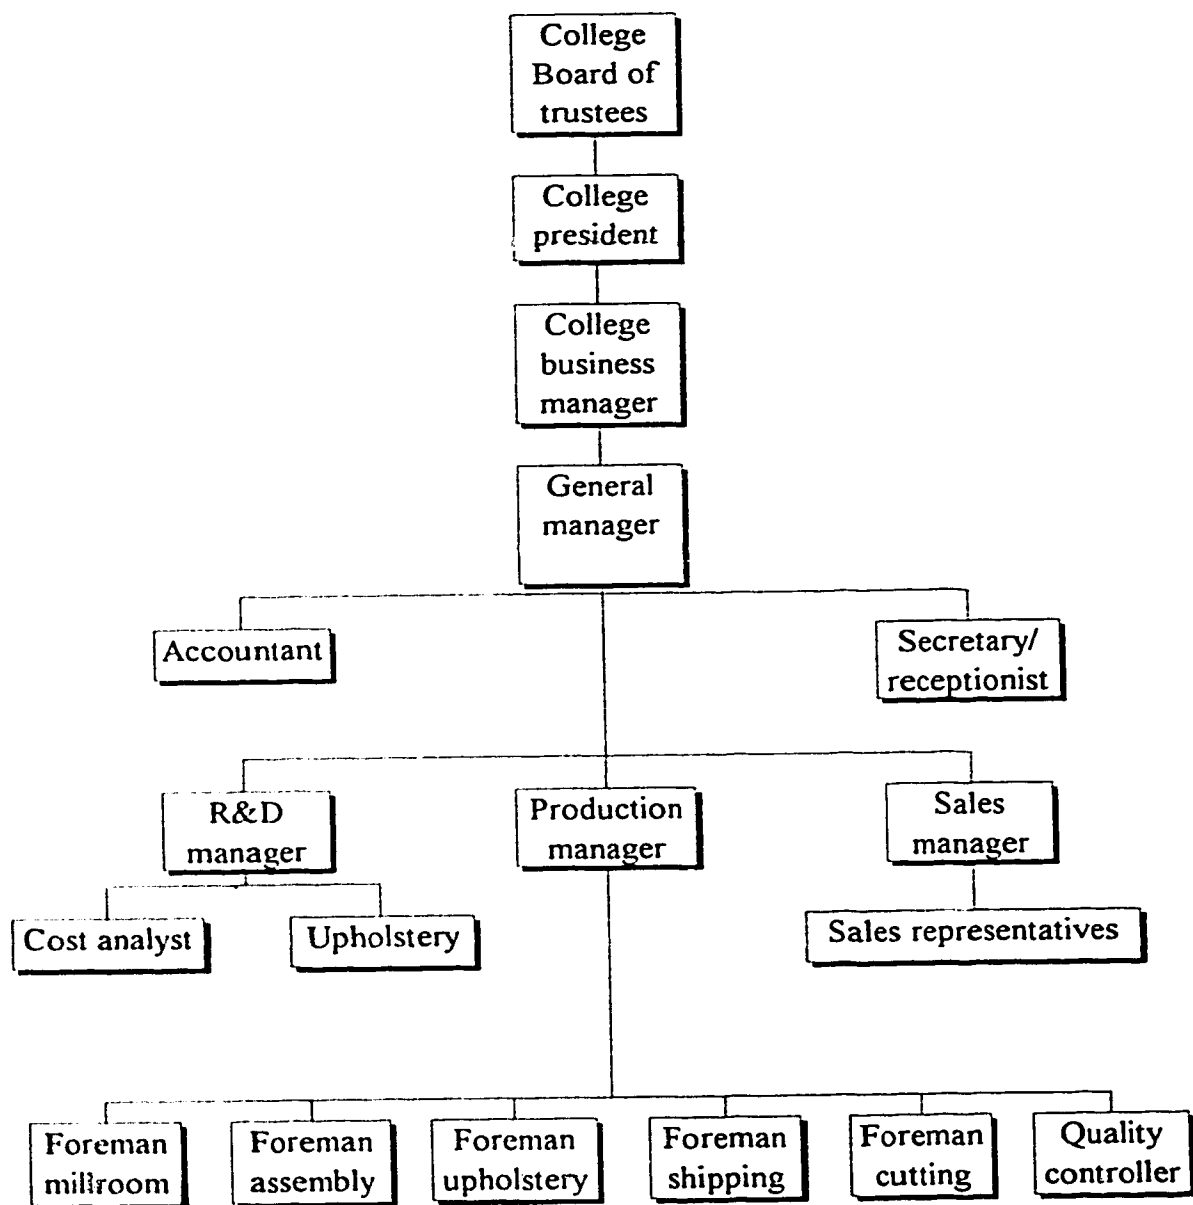 College
Board of
trustees
College
president
College
business
manager
General
manager
Accountant
Secretary/
receptionist
R&D
manager
Production
manager
Sales
manager
Cost analyst
Upholstery
Sales representatives
Foreman
millroom
Foreman
assembly
Foreman
upholstery
Foreman
shipping
Foreman
cutting
Quality
controller